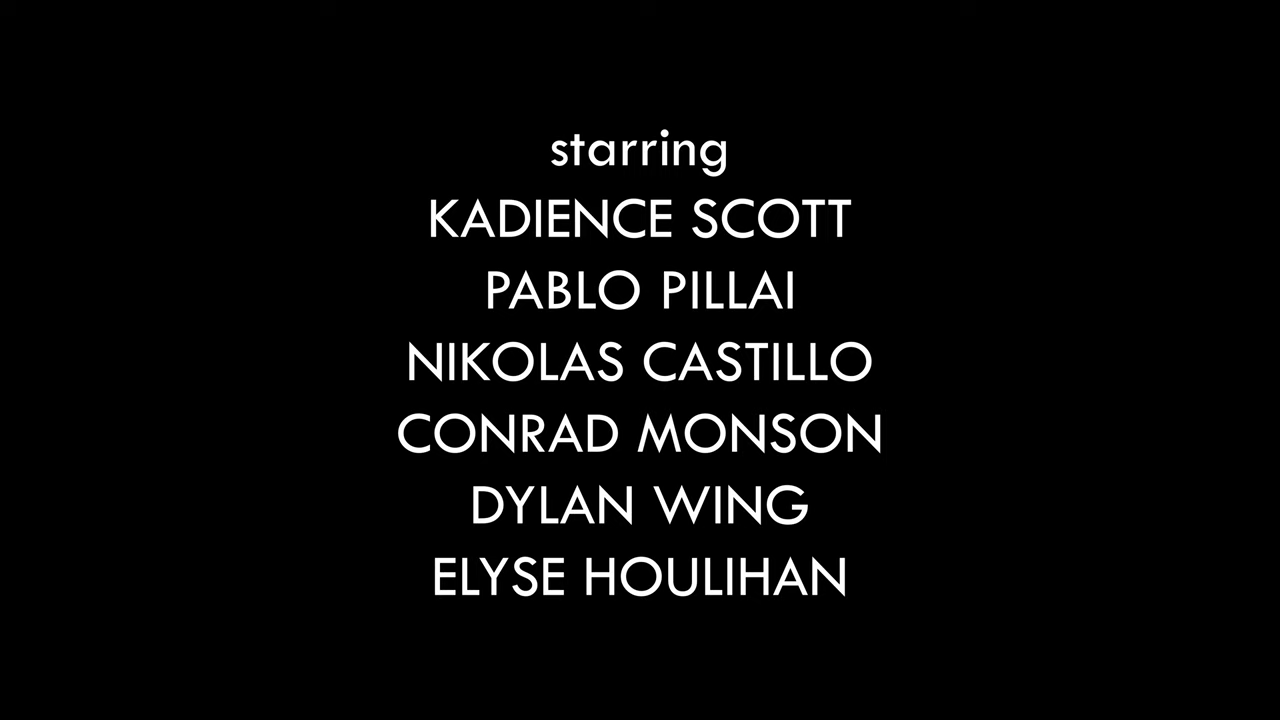 starring
KADIENCE SCOTT
PABLO PILLAI
NIKOLAS CASTILLO
CONRAD MONSON
DYLAN WING
ELYSE HOULIHAN